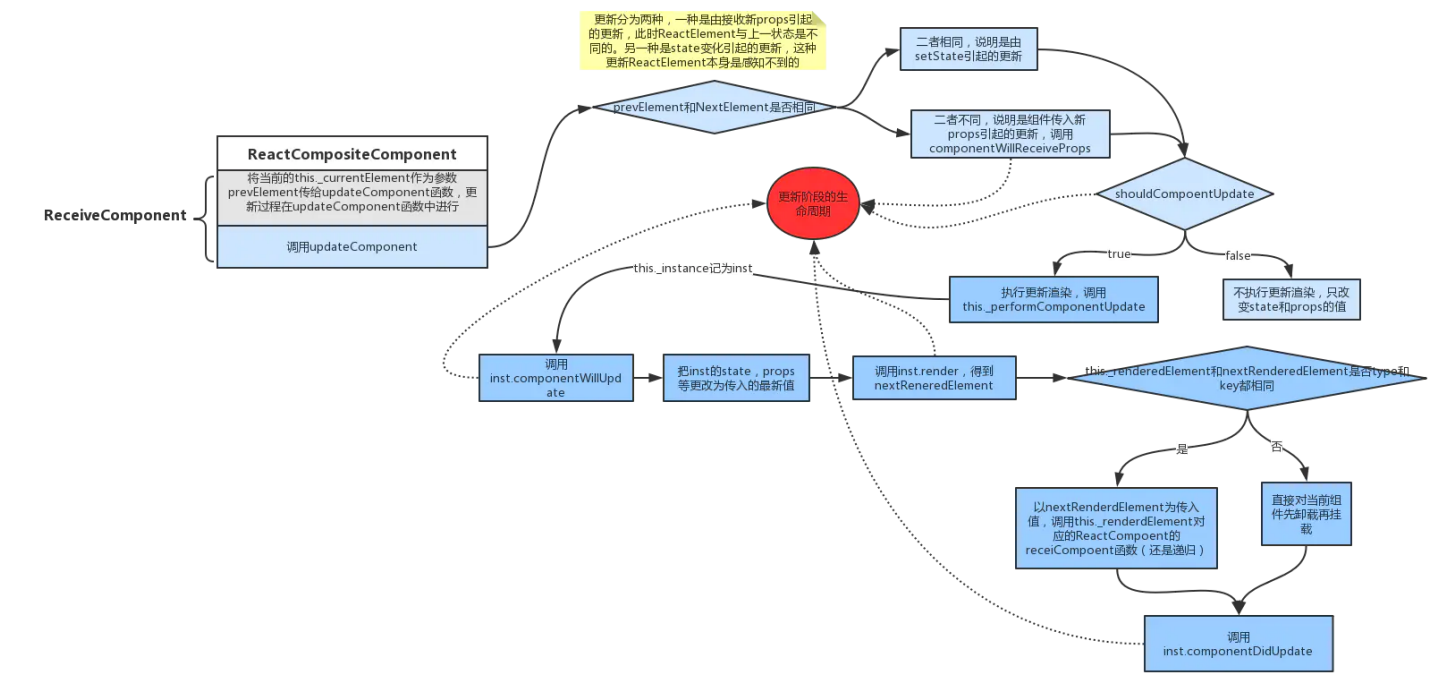 更新分为两种，一种是由接收新props引起
的更新，此时ReactElement与上一状态是不
同的。另一种是state变化引起的更新，这种
更新ReactElement本身是感知不到的
二者相同，说明是由
setState引起的更新
prevElement和NextElement是否相同
二者不同，说明是组件传入新
props引起的更新，调用
componentWillReceiveProps
ReactCompositeComponent
将当前的this._currentElement作为参数
prevElement传给updateComponent函数，更
新过程在updateComponent函数中进行
ReceiveComponent
调用updateComponent
更新阶段的生
命周期
shouldCompoentUpdate
true
false
this._instance记为inst
执行更新渲染，调用
this._performComponentUpdate
不执行更新渲染，只改
变state和props的值
调用
inst.componentWillUpd
ate
把inst的state，props
等更改为传入的最新值
调用inst.render，得到
nextReneredElement
this._renderedElement和nextRenderedElement是否type和
key都相同
是
否
以nextRenderdElement为传入
值，调用this._renderdElement对
应的ReactCompoent的
receiCompoent函数（还是递归）
直接对当前组
件先卸载再挂
载
调用
inst.componentDidUpdate